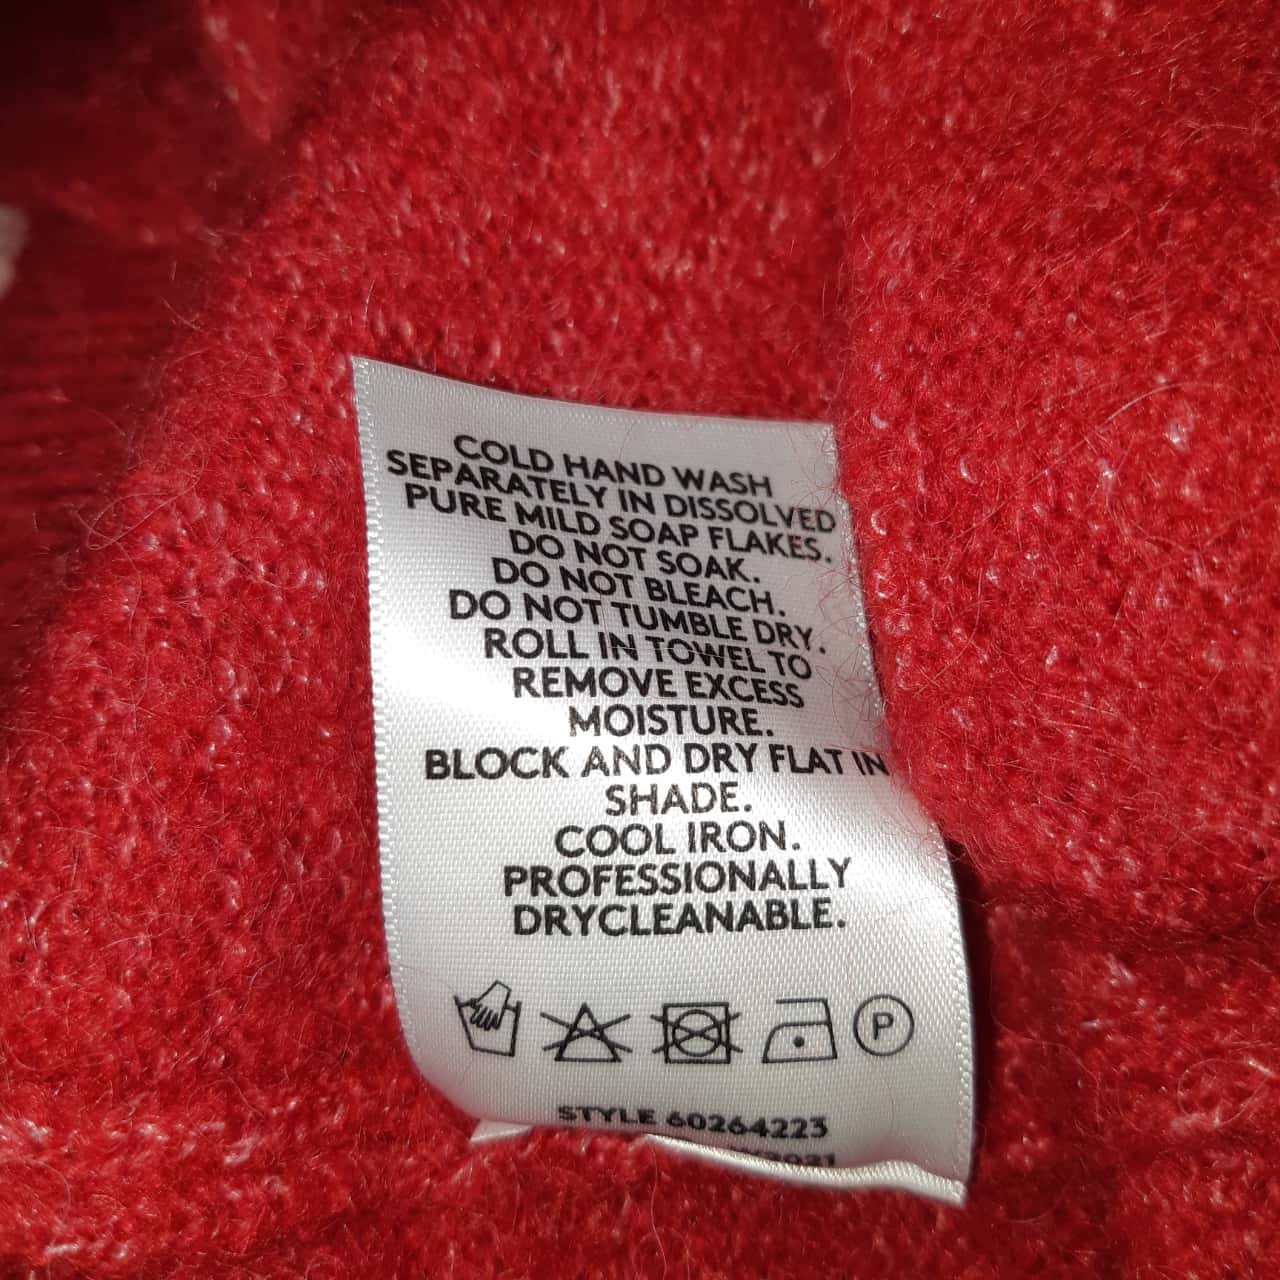 COLD HAND WASH
SEPARATELY IN DISSOLVED
PURE MILD SOAP FLAKES.
DO NOT SOAK.
DO NOT BLEACH.
DO NOT TUMBLE DRY.
ROLL IN TOWEL TO
REMOVE EXCESS
MOISTURE.
BLOCK AND DRY FLAT IN
SHADE.
COOL IRON.
PROFESSIONALLY
DRYCLEANABLE.
P
STYLE 60264223
2021